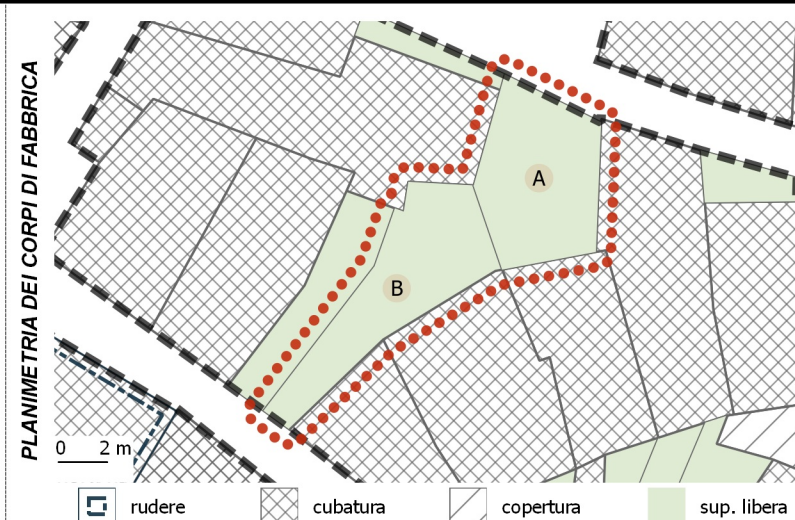 PLANIMETRIA DEI CORPI DI FABBRICA
A
B
0 2 m
rudere cubatura copertura sup. libera